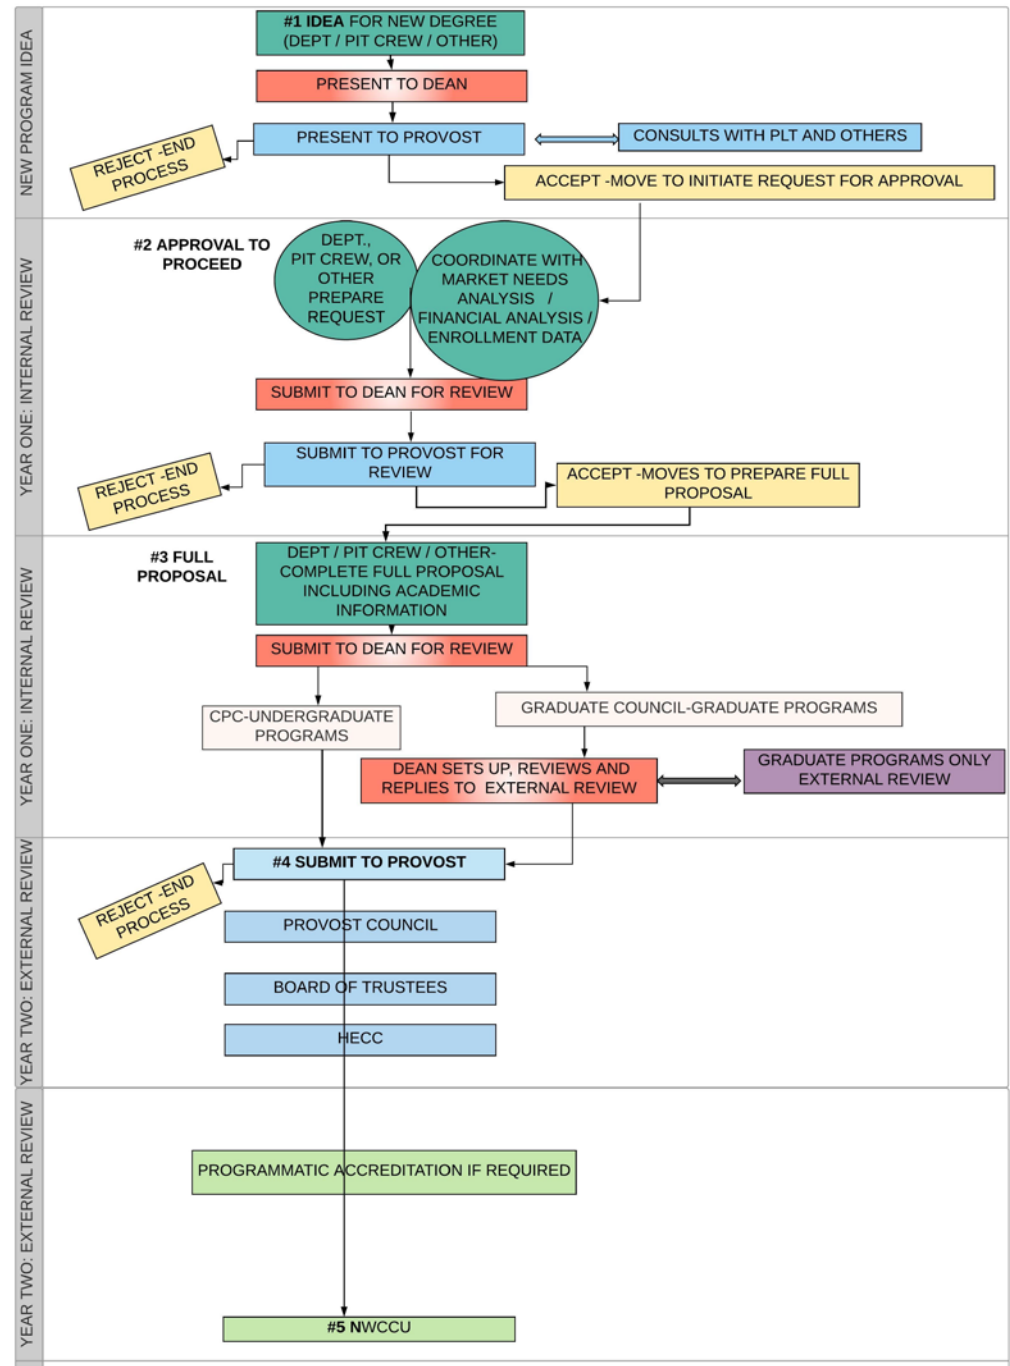 NEW PROGRAM IDEA
#1 IDEA FOR NEW DEGREE
(DEPT / PIT CREW / OTHER)
PRESENT TO DEAN
PRESENT TO PROVOST
CONSULTS WITH PLT AND OTHERS
REJECT -END
PROCESS
ACCEPT -MOVE TO INITIATE REQUEST FOR APPROVAL
YEAR ONE: INTERNAL REVIEW
#2 APPROVAL TO
PROCEED
DEPT.,
PIT CREW, OR
OTHER
PREPARE
REQUEST
COORDINATE WITH
MARKET NEEDS
ANALYSIS /
FINANCIAL ANALYSIS /
ENROLLMENT DATA
SUBMIT TO DEAN FOR REVIEW
SUBMIT TO PROVOST FOR
REVIEW
REJECT -END
PROCESS
ACCEPT -MOVES TO PREPARE FULL
PROPOSAL
YEAR ONE: INTERNAL REVIEW
#3 FULL
PROPOSAL
DEPT / PIT CREW / OTHER-
COMPLETE FULL PROPOSAL
INCLUDING ACADEMIC
INFORMATION
SUBMIT TO DEAN FOR REVIEW
CPC-UNDERGRADUATE
PROGRAMS
GRADUATE COUNCIL-GRADUATE PROGRAMS
DEAN SETS UP, REVIEWS AND
REPLIES TO EXTERNAL REVIEW
GRADUATE PROGRAMS ONLY
EXTERNAL REVIEW
YEAR TWO: EXTERNAL REVIEW
#4 SUBMIT TO PROVOST
REJECT -END
PROCESS
PROVOST COUNCIL
BOARD OF TRUSTEES
HECC
YEAR TWO: EXTERNAL REVIEW
PROGRAMMATIC ACCREDITATION IF REQUIRED
#5 NWCCU